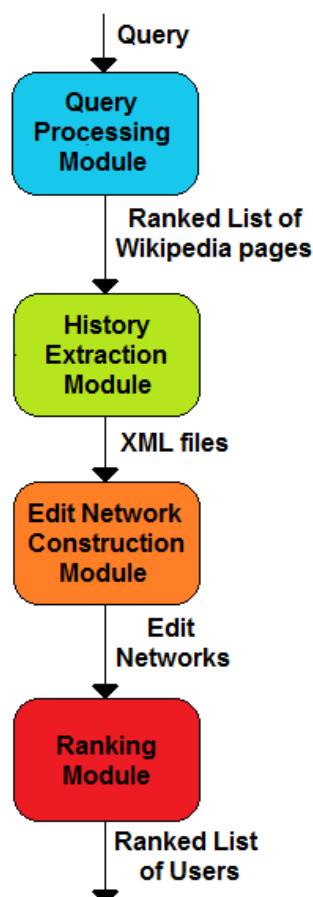 Query
Query
Processing
Module
Ranked List of
Wikipedia pages
History
Extraction
Module
XML files
Edit Network
Construction
Module
Edit
Networks
Ranking
Module
Ranked List
of Users